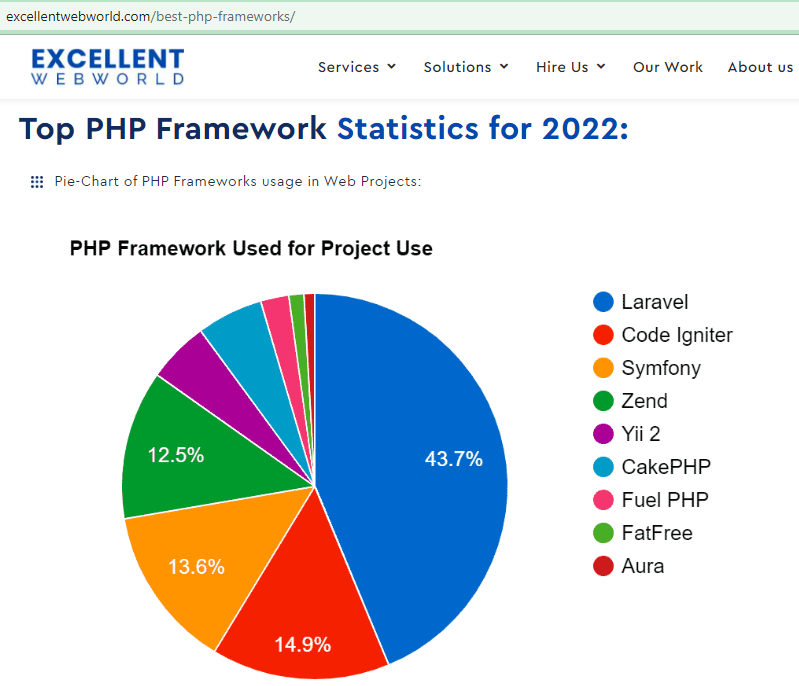 excellentwebworld.com/best-php-frameworks/
EXCELLENT
WEBWORLD
Services Solutions Hire Us Our Work About us
Top PHP Framework Statistics for 2022:
Pie-Chart of PHP Frameworks usage in Web Projects:
PHP Framework Used for Project Use
43.7%
14.9%
13.6%
12.5%
Laravel
Code Igniter
Symfony
Zend
Yii 2
CakePHP
Fuel PHP
FatFree
Aura